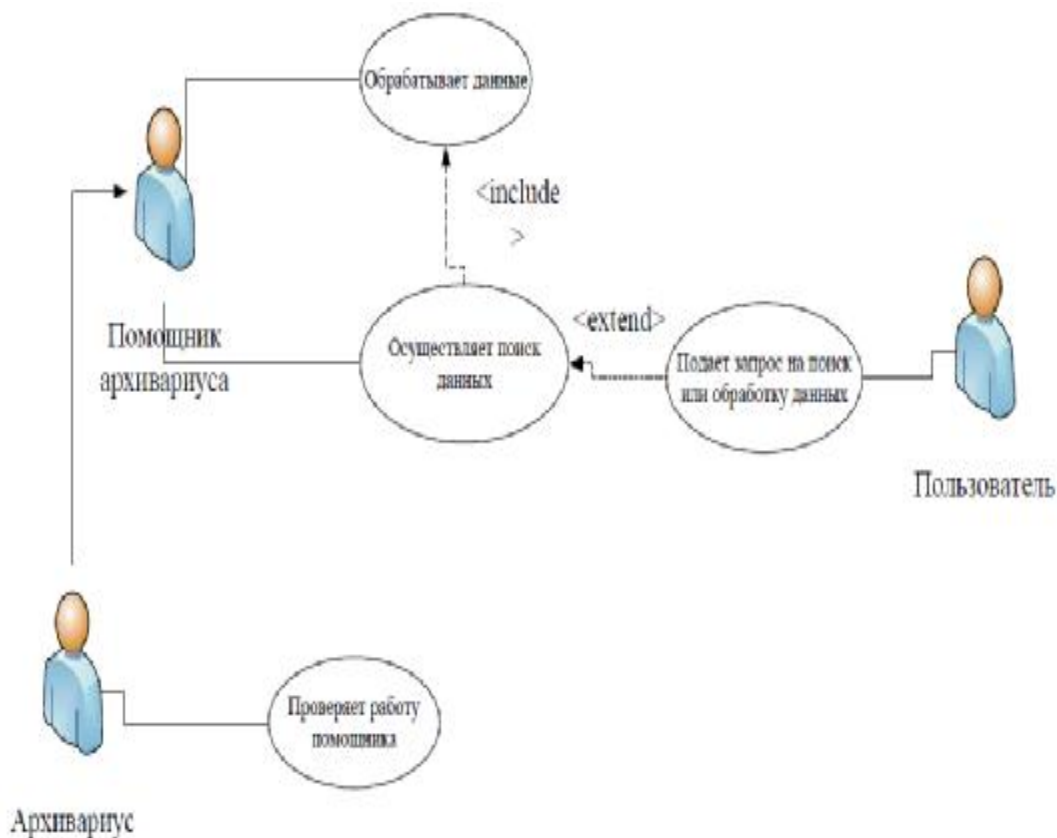 Обрабатывает данные
<include
>
Помощник
архивариуса
Осуществляет поиск
данных
<extend>
Подает запрос на поиск
или обработку данных
Пользователь
Проверяет работу
помощника
Архивариус